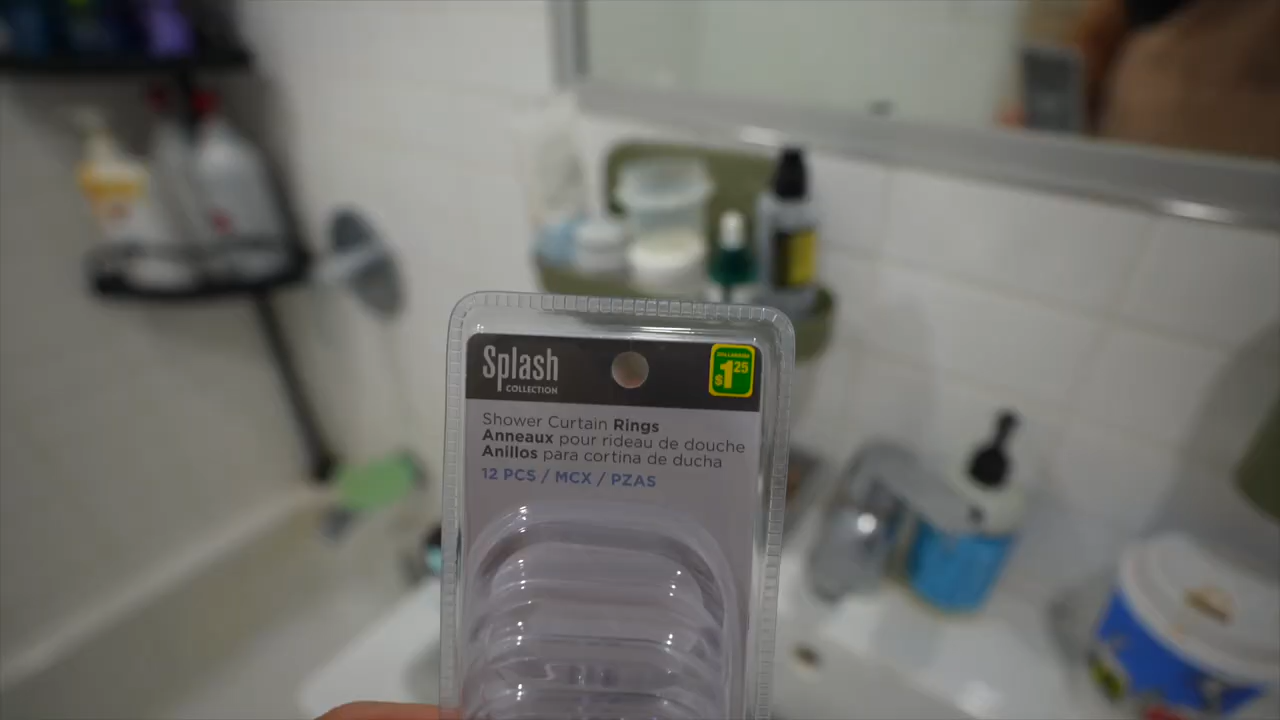 Splash
COLLECTION
DOLLARAMA
$1 25
Shower Curtain Rings
Anneaux pour rideau de douche
Anillos para cortina de ducha
12 PCS / MCX / PZAS